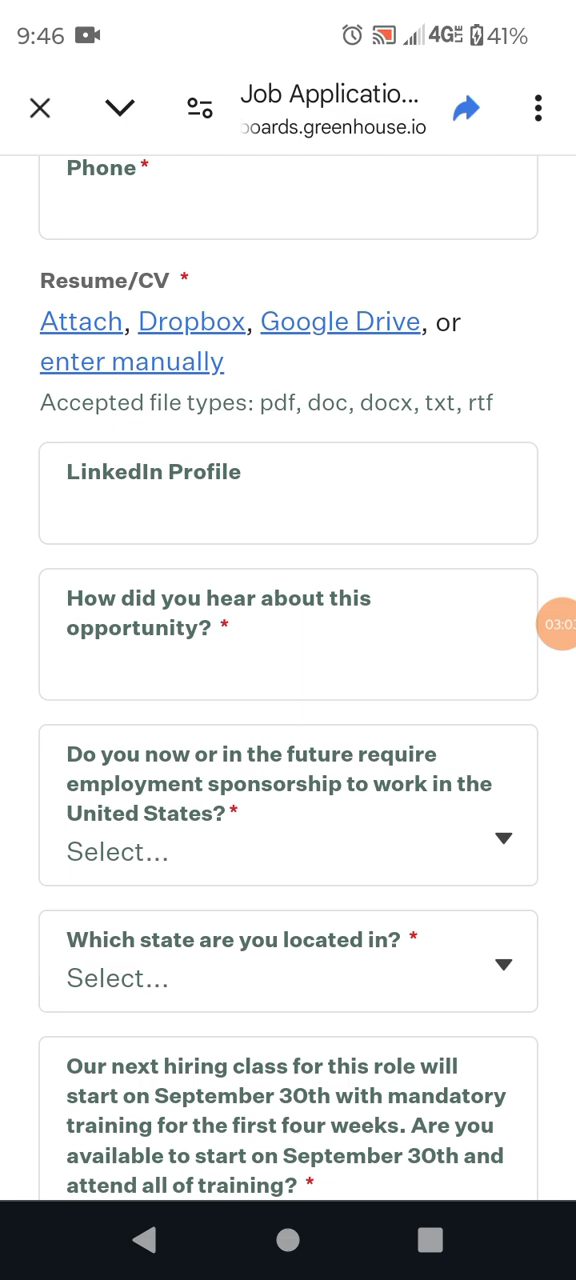 9:46 4G 41%
Job Applicatio...
oards.greenhouse.io
Phone *
Resume/CV *
Attach, Dropbox, Google Drive, or
enter manually
Accepted file types: pdf, doc, docx, txt, rtf
LinkedIn Profile
How did you hear about this
opportunity? *
03:03
Do you now or in the future require
employment sponsorship to work in the
United States? *
Select...
Which state are you located in? *
Select...
Our next hiring class for this role will
start on September 30th with mandatory
training for the first four weeks. Are you
available to start on September 30th and
attend all of training? *